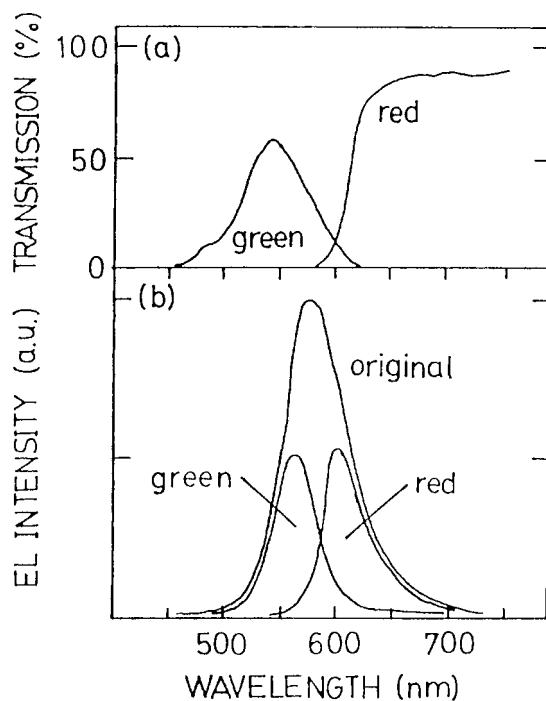 TRANSMISSION (%)
100
50
0
(a)
green
red
EL INTENSITY (a.u.)
(b)
original
green
red
500
600
700
WAVELENGTH (nm)